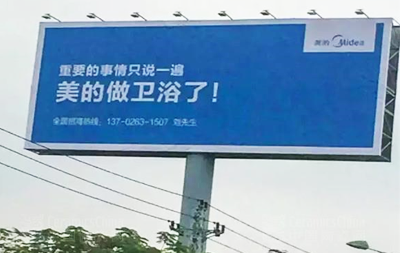 美的 Midea
重要的事情只说一遍
美的做卫浴了！
全国招商热线：137-0283-1507 刘先生